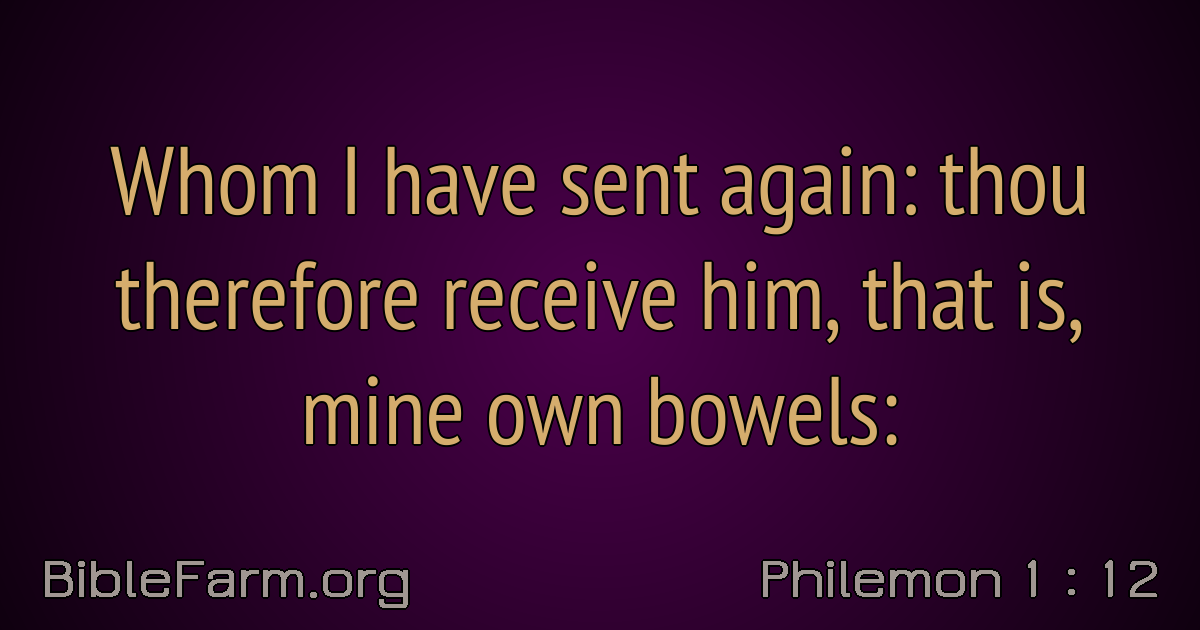 Whom I have sent again: thou
therefore receive him, that is,
mine own bowels:
BibleFarm.org
Philemon 1 : 12